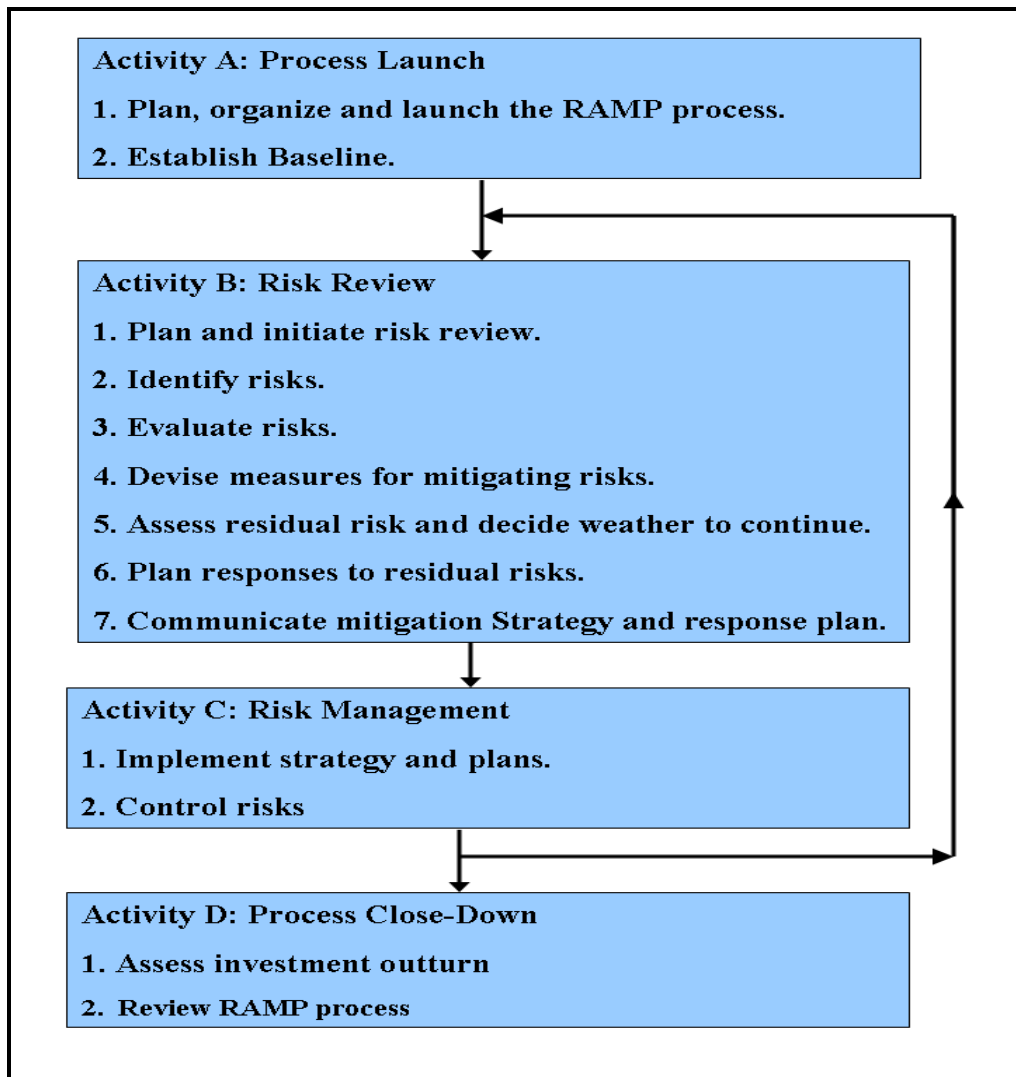 Activity A: Process Launch
1. Plan, organize and launch the RAMP process.
2. Establish Baseline.
Activity B: Risk Review
1. Plan and initiate risk review.
2. Identify risks.
3. Evaluate risks.
4. Devise measures for mitigating risks.
5. Assess residual risk and decide weather to continue.
6. Plan responses to residual risks.
7. Communicate mitigation Strategy and response plan.
Activity C: Risk Management
1. Implement strategy and plans.
2. Control risks
Activity D: Process Close-Down
1. Assess investment outturn
2. Review RAMP process